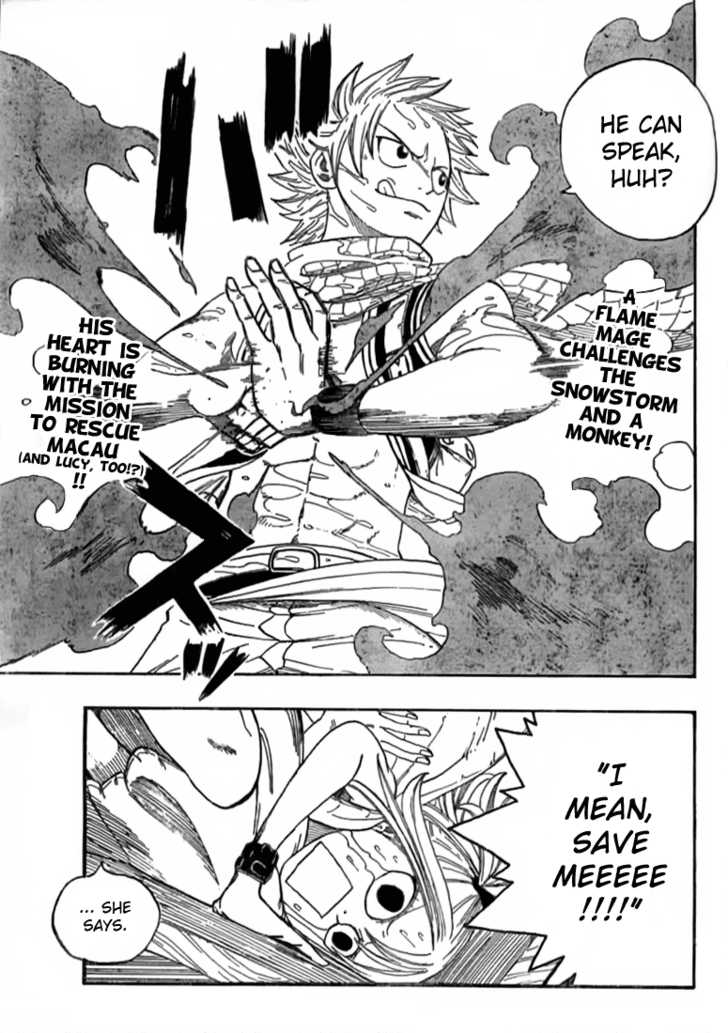 HE CAN
SPEAK,
HUH?
A
FLAME
MAGE
CHALLENGES
THE
SNOWSTORM
AND A
MONKEY!
HIS
HEART IS
BURNING
WITH THE
MISSION
TO RESCUE
MACAU
(AND LUCY, TOO!?)
!!
"I
MEAN,
SAVE
MEEEEE
!!!!"
... SHE
SAYS.